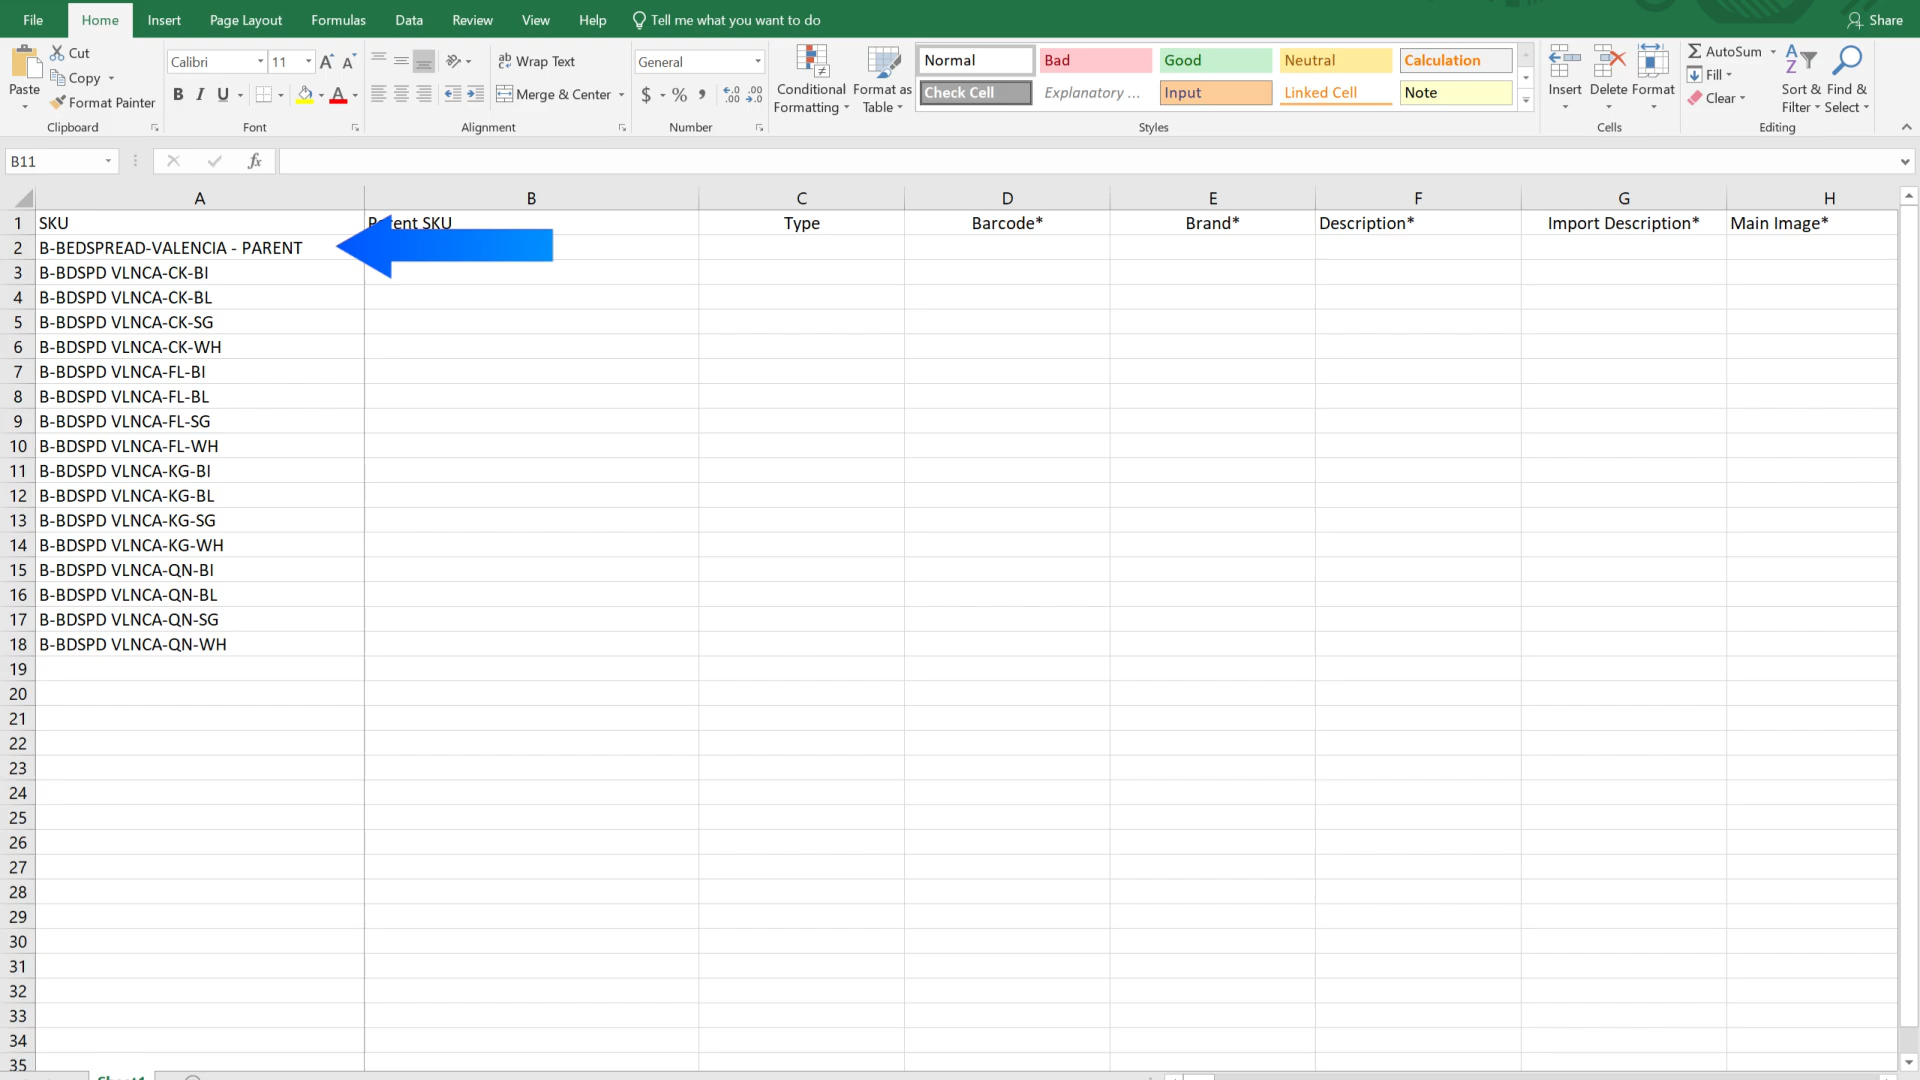 File Home Insert Page Layout Formulas Data Review View Help Tell me what you want to do Share
Paste Cut Copy Format Painter Clipboard
Calibri 11 A A B I U A Font
ab Wrap Text Merge & Center Alignment
General $ % Number
Conditional Formatting Format as Table
Normal Bad Good Neutral Calculation
Check Cell Explanatory ... Input Linked Cell Note
Styles
Insert Delete Format Cells
AutoSum Fill Clear Sort & Filter Find & Select Editing
B11 fx
A B C D E F G H
1 SKU Parent SKU Type Barcode* Brand* Description* Import Description* Main Image*
2 B-BEDSPREAD-VALENCIA - PARENT
3 B-BDSPD VLNCA-CK-BI
4 B-BDSPD VLNCA-CK-BL
5 B-BDSPD VLNCA-CK-SG
6 B-BDSPD VLNCA-CK-WH
7 B-BDSPD VLNCA-FL-BI
8 B-BDSPD VLNCA-FL-BL
9 B-BDSPD VLNCA-FL-SG
10 B-BDSPD VLNCA-FL-WH
11 B-BDSPD VLNCA-KG-BI
12 B-BDSPD VLNCA-KG-BL
13 B-BDSPD VLNCA-KG-SG
14 B-BDSPD VLNCA-KG-WH
15 B-BDSPD VLNCA-QN-BI
16 B-BDSPD VLNCA-QN-BL
17 B-BDSPD VLNCA-QN-SG
18 B-BDSPD VLNCA-QN-WH
19
20
21
22
23
24
25
26
27
28
29
30
31
32
33
34
35
Sheet1